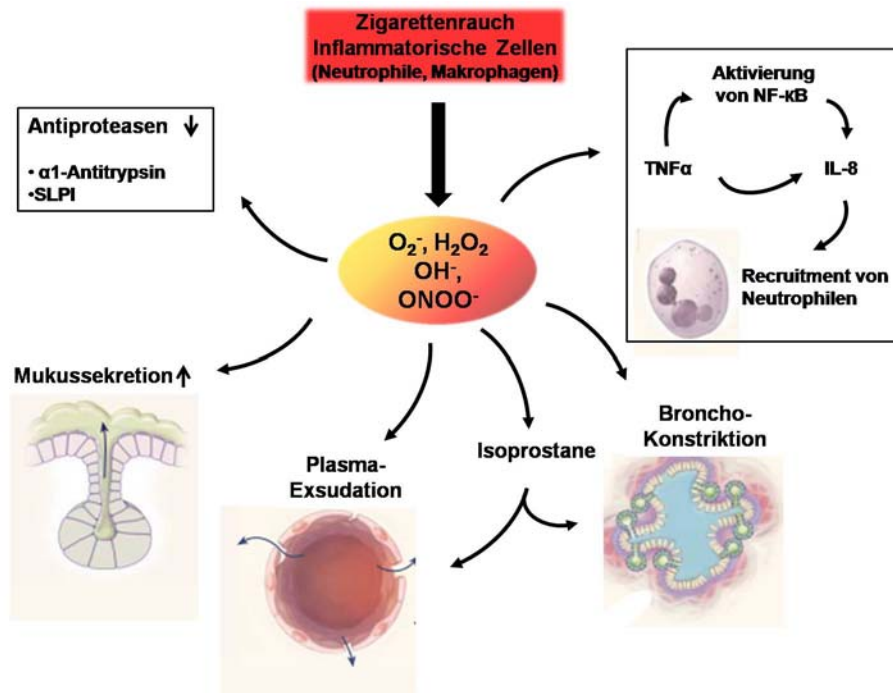 Zigarettenrauch
Inflammatorische Zellen
(Neutrophile, Makrophagen)
Antiproteasen ↓
• α1-Antitrypsin
•SLPI
Aktivierung
von NF-κB
TNFα
IL-8
Recruitment von
Neutrophilen
O₂⁻, H₂O₂
OH⁻,
ONOO⁻
Mukussekretion ↑
Plasma-
Exsudation
Isoprostane
Broncho-
Konstriktion